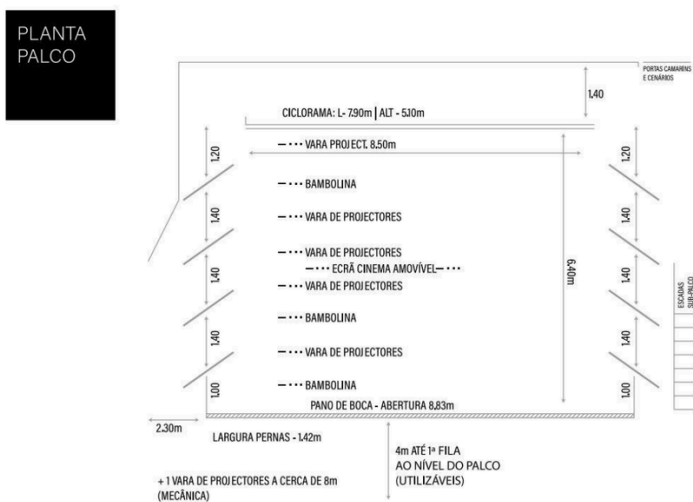 PLANTA
PALCO
PORTAS CAMARINS
E CENÁRIOS
1.40
CICLORAMA: L- 7.90m | ALT - 5.10m
1.20
VARA PROJECT. 8.50m
1.20
BAMBOLINA
1.40
VARA DE PROJECTORES
1.40
VARA DE PROJECTORES
ECRÃ CINEMA AMOVÍVEL
9.40m
1.40
VARA DE PROJECTORES
1.40
ESCADAS
SUB-PALCO
BAMBOLINA
1.40
VARA DE PROJECTORES
1.40
BAMBOLINA
1.00
1.00
PANO DE BOCA - ABERTURA 8,83m
2.30m
LARGURA PERNAS - 1.42m
4m ATÉ 1ª FILA
AO NÍVEL DO PALCO
(UTILIZÁVEIS)
+ 1 VARA DE PROJECTORES A CERCA DE 8m
(MECÂNICA)